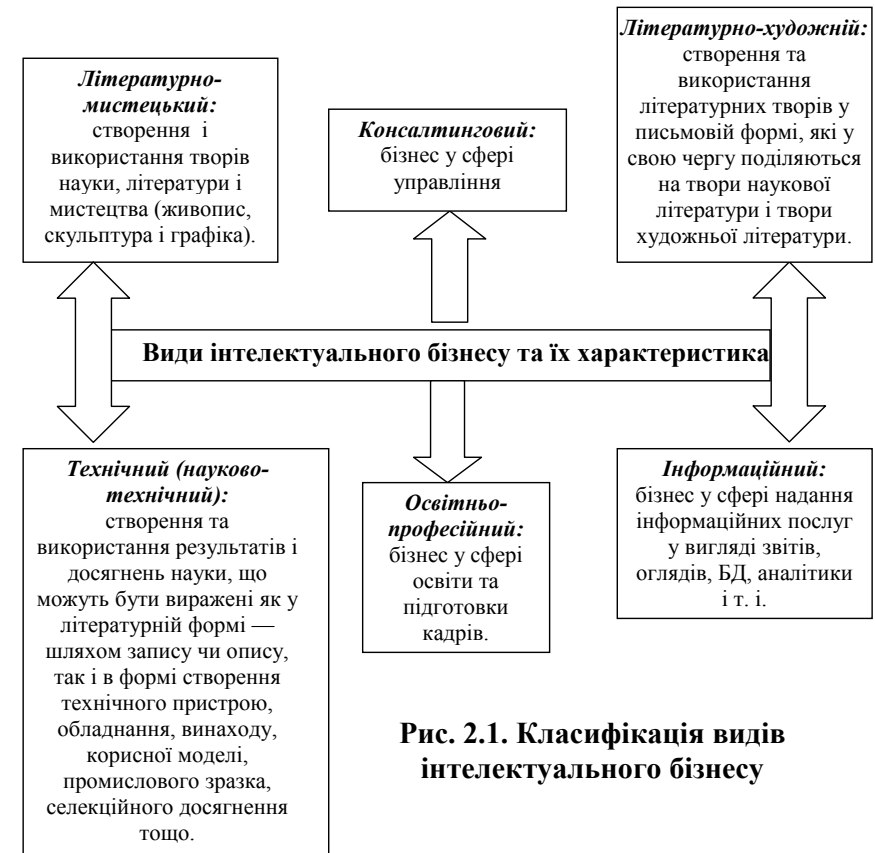 Літературно-
мистецький:
створення і
використання творів
науки, літератури і
мистецтва (живопис,
скульптура і графіка).
Консалтинговий:
бізнес у сфері
управління
Літературно-художній:
створення та
використання
літературних творів у
письмовій формі, які у
свою чергу поділяються
на твори наукової
літератури і твори
художньої літератури.
Види інтелектуального бізнесу та їх характеристика
Технічний (науково-
технічний):
створення та
використання результатів і
досягнень науки, що
можуть бути виражені як у
літературній формі —
шляхом запису чи опису,
так і в формі створення
технічного пристрою,
обладнання, винаходу,
корисної моделі,
промислового зразка,
селекційного досягнення
тощо.
Освітньо-
професійний:
бізнес у сфері
освіти та
підготовки
кадрів.
Інформаційний:
бізнес у сфері надання
інформаційних послуг
у вигляді звітів,
оглядів, БД, аналітики
і т. і.
Рис. 2.1. Класифікація видів
інтелектуального бізнесу